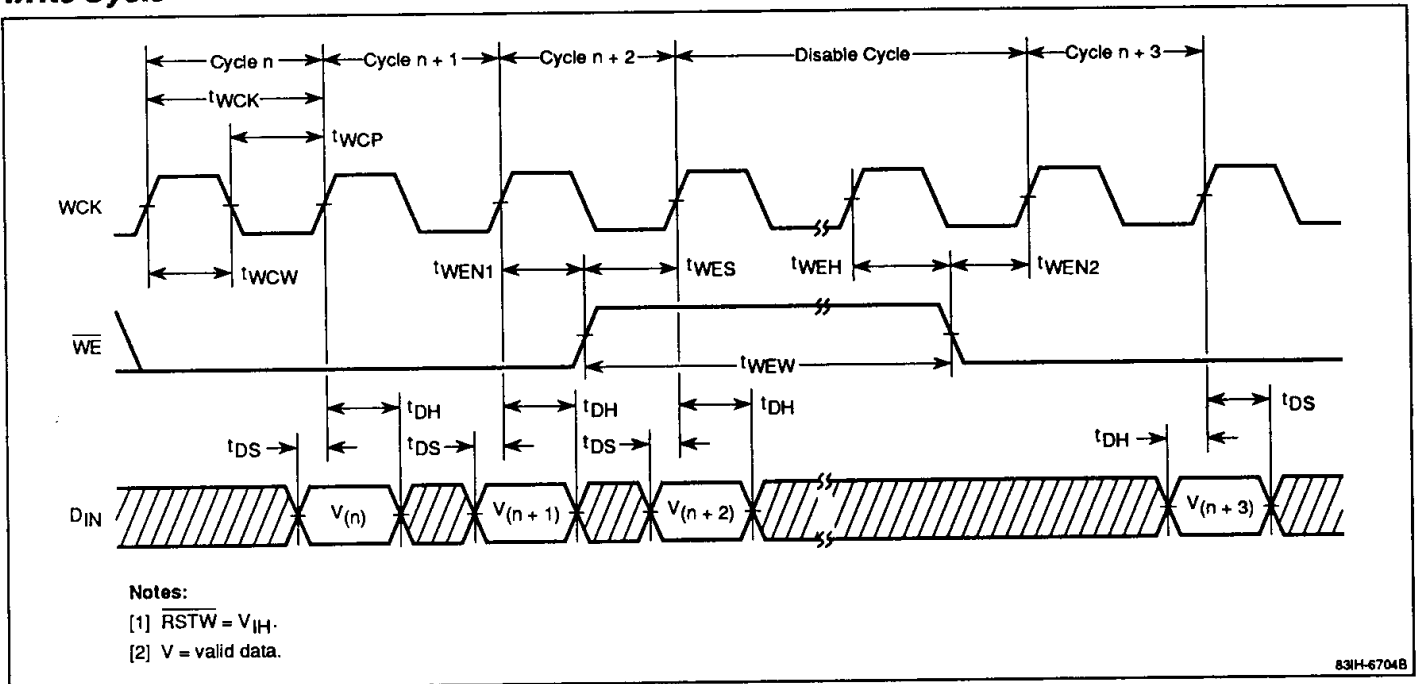 Write Cycle
Cycle n Cycle n + 1 Cycle n + 2 Disable Cycle Cycle n + 3
tWCK
tWCP
WCK
tWCW tWEN1 tWES tWEH tWEN2
WE
tWEW
tDH tDH tDH tDS
tDS tDS tDS tDH
DIN V(n) V(n + 1) V(n + 2) V(n + 3)
Notes:
[1] RSTW = VIH.
[2] V = valid data.
83IH-6704B